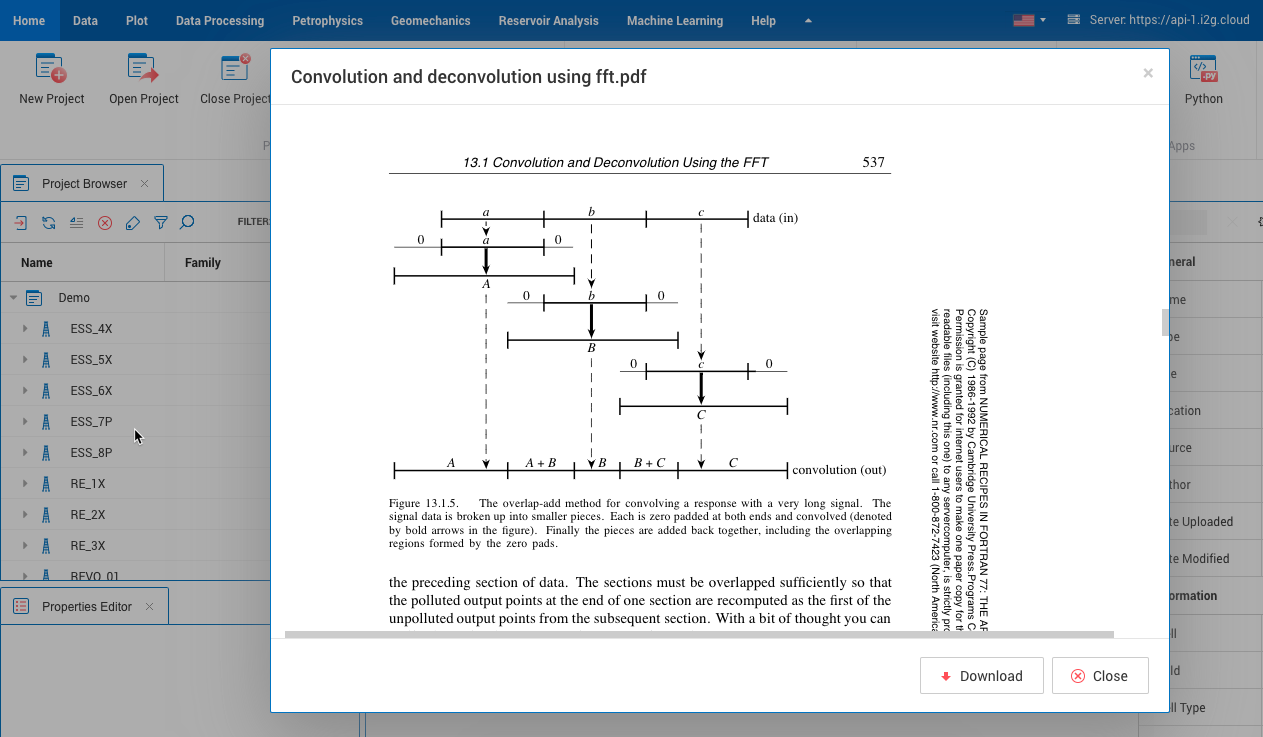 Home Data Plot Data Processing Petrophysics Geomechanics Reservoir Analysis Machine Learning Help Server: https://api-1.i2g.cloud
New Project Open Project Close Project Python
Apps
Convolution and deconvolution using fft.pdf
×
Project Browser
FILTER
Name Family
Demo
ESS_4X
ESS_5X
ESS_6X
ESS_7P
ESS_8P
RE_1X
RE_2X
RE_3X
REVO_01
Properties Editor
13.1 Convolution and Deconvolution Using the FFT 537
a b c data (in)
0 a 0
A
0 b 0
B
0 c 0
C
A A + B B B + C C convolution (out)
Figure 13.1.5. The overlap-add method for convolving a response with a very long signal. The
signal data is broken up into smaller pieces. Each is zero padded at both ends and convolved (denoted
by bold arrows in the figure). Finally the pieces are added back together, including the overlapping
regions formed by the zero pads.
the preceding section of data. The sections must be overlapped sufficiently so that
the polluted output points at the end of one section are recomputed as the first of the
unpolluted output points from the subsequent section. With a bit of thought you can
Sample page from NUMERICAL RECIPES IN FORTRAN 77: THE AR
Copyright (C) 1986-1992 by Cambridge University Press.Programs C
Permission is granted for internet users to make one paper copy for th
readable files (including this one) to any servercomputer, is strictly pro
visit website http://www.nr.com or call 1-800-872-7423 (North America
Download Close
neral
me
pe
e
cation
urce
thor
te Uploaded
te Modified
ormation
ll
ld
ll Type